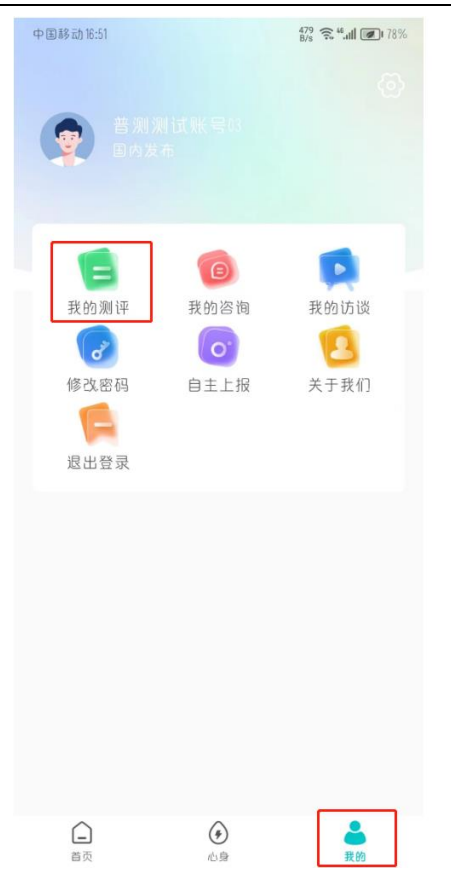 中国移动 16:51 479 B/s 46 78%
普测测试账号03
国内发布
我的测评 我的咨询 我的访谈
修改密码 自主上报 关于我们
退出登录
首页 心身 我的